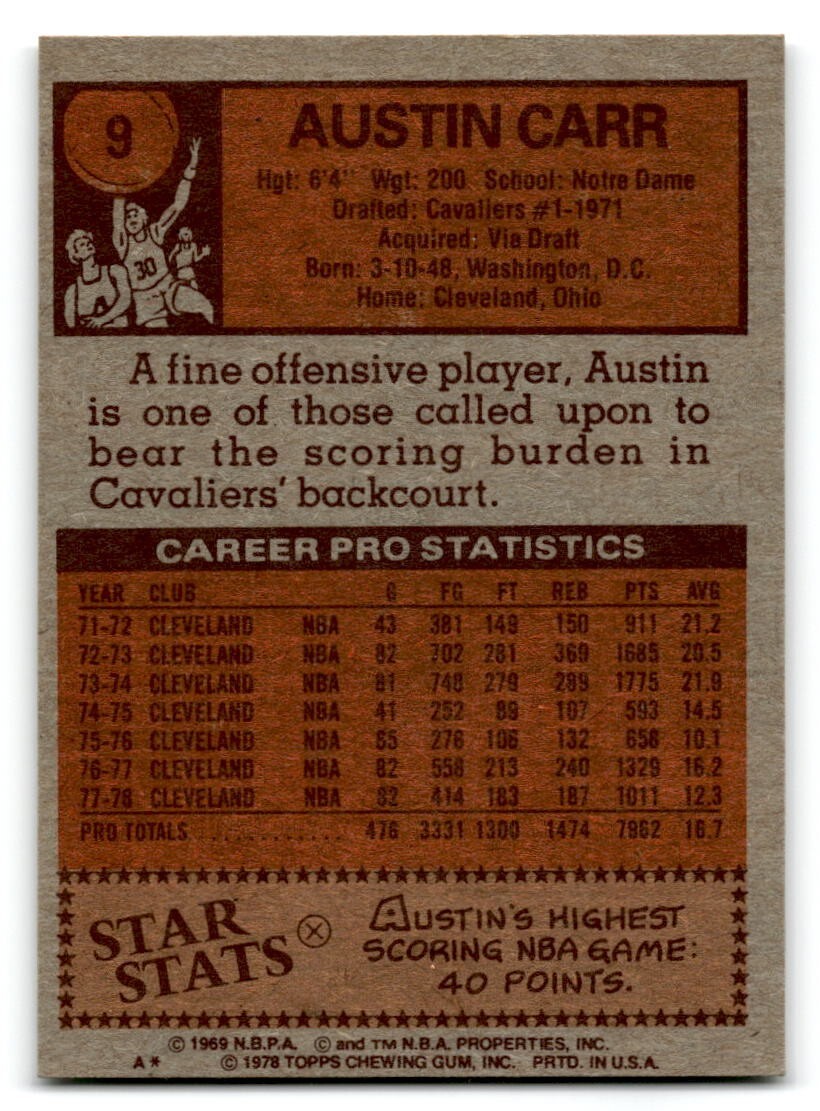 9
30
AUSTIN CARR
Hgt: 6'4" Wgt: 200 School: Notre Dame
Drafted: Cavaliers #1-1971
Acquired: Via Draft
Born: 3-10-48, Washington, D.C.
Home: Cleveland, Ohio
A fine offensive player, Austin
is one of those called upon to
bear the scoring burden in
Cavaliers' backcourt.
CAREER PRO STATISTICS
YEAR CLUB G FG FT REB PTS AVG
71-72 CLEVELAND NBA 43 381 149 150 911 21.2
72-73 CLEVELAND NBA 82 702 281 369 1685 20.5
73-74 CLEVELAND NBA 81 748 279 289 1775 21.9
74-75 CLEVELAND NBA 41 252 89 107 593 14.5
75-76 CLEVELAND NBA 65 276 106 132 658 10.1
76-77 CLEVELAND NBA 82 558 213 240 1329 16.2
77-78 CLEVELAND NBA 82 414 183 187 1011 12.3
PRO TOTALS ............ 476 3331 1300 1474 7962 16.7
STAR
STATS
AUSTIN'S HIGHEST
SCORING NBA GAME:
40 POINTS.
© 1969 N.B.P.A. © and TM N.B.A. PROPERTIES, INC.
A* © 1978 TOPPS CHEWING GUM, INC. PRTD. IN U.S.A.